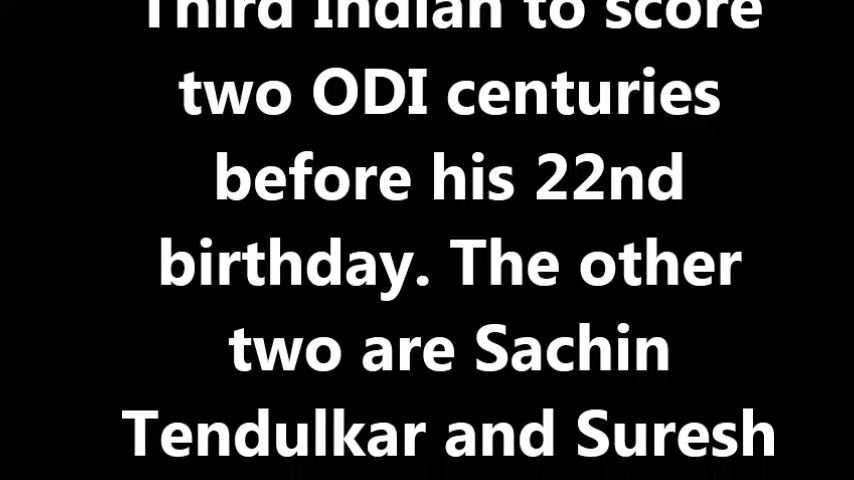 Third Indian to score
two ODI centuries
before his 22nd
birthday. The other
two are Sachin
Tendulkar and Suresh